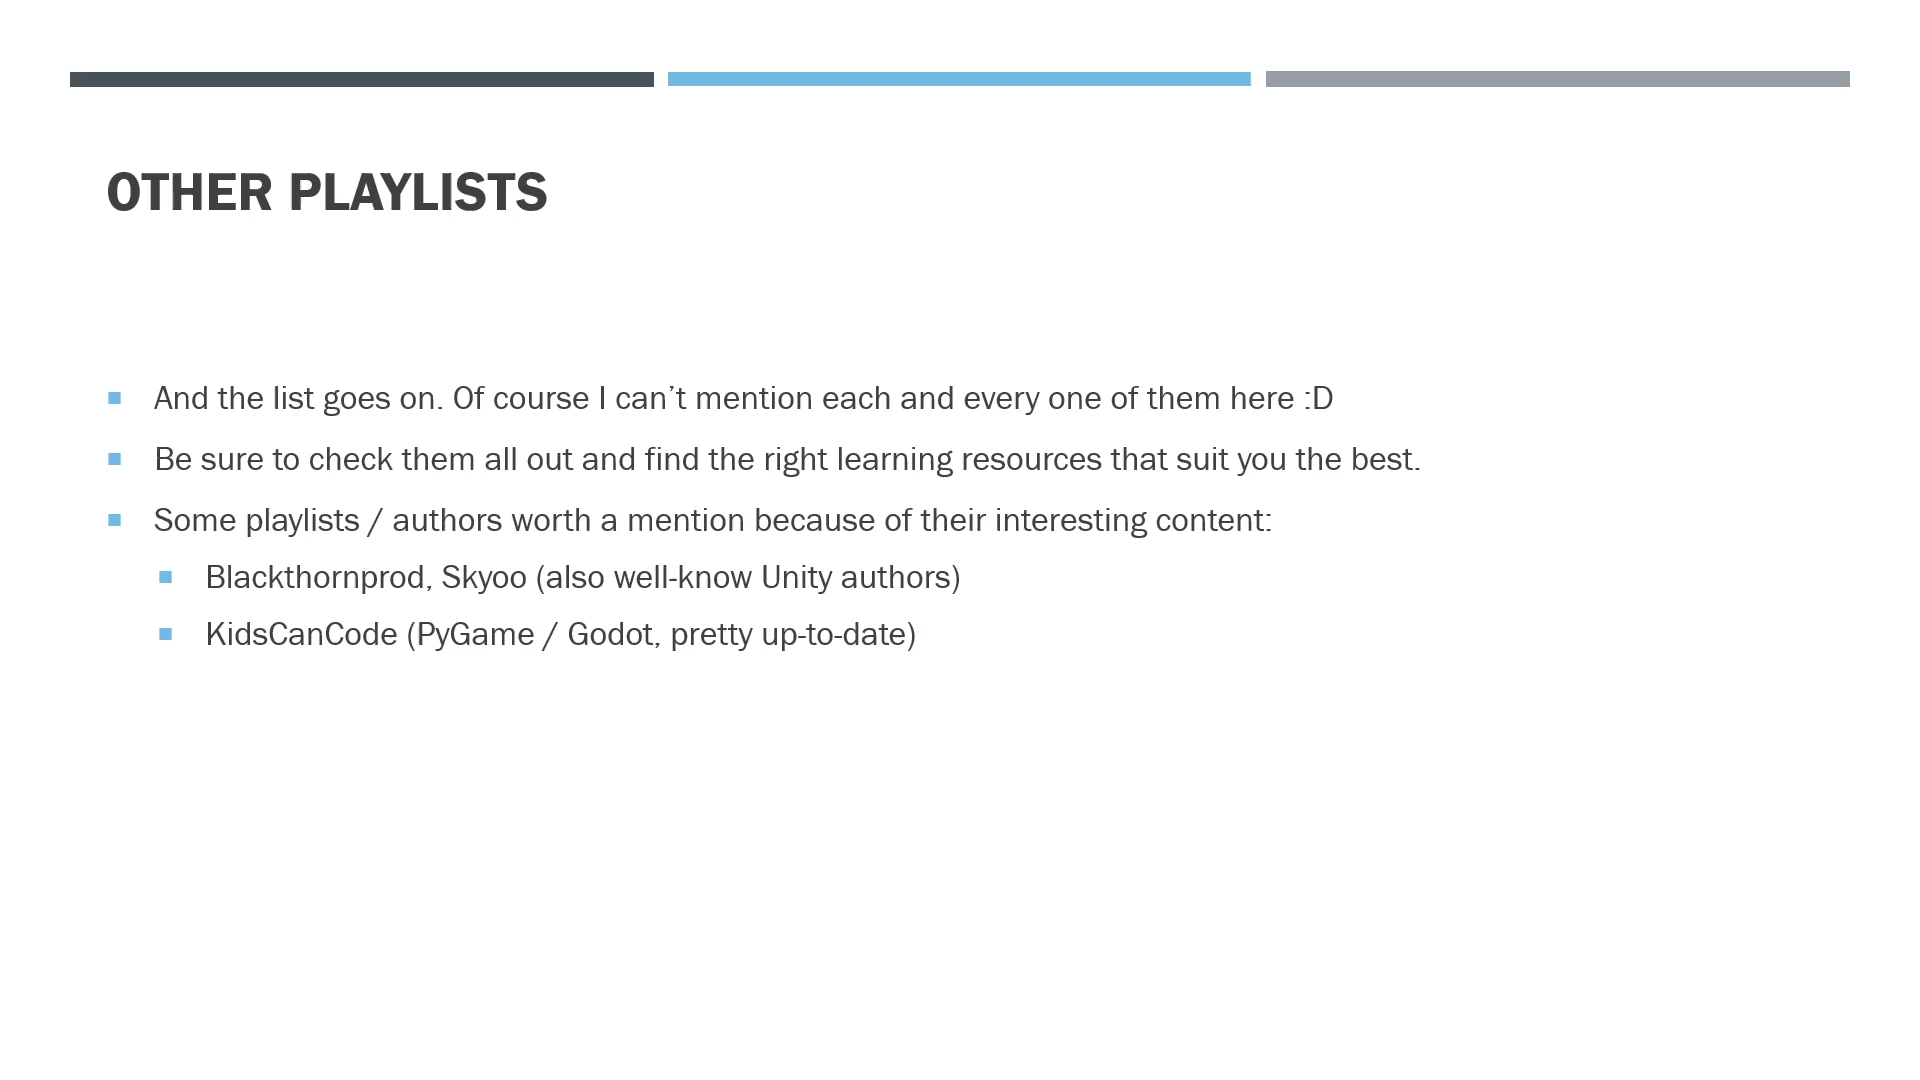 OTHER PLAYLISTS
And the list goes on. Of course I can’t mention each and every one of them here :D
Be sure to check them all out and find the right learning resources that suit you the best.
Some playlists / authors worth a mention because of their interesting content:
Blackthornprod, Skyoo (also well-know Unity authors)
KidsCanCode (PyGame / Godot, pretty up-to-date)